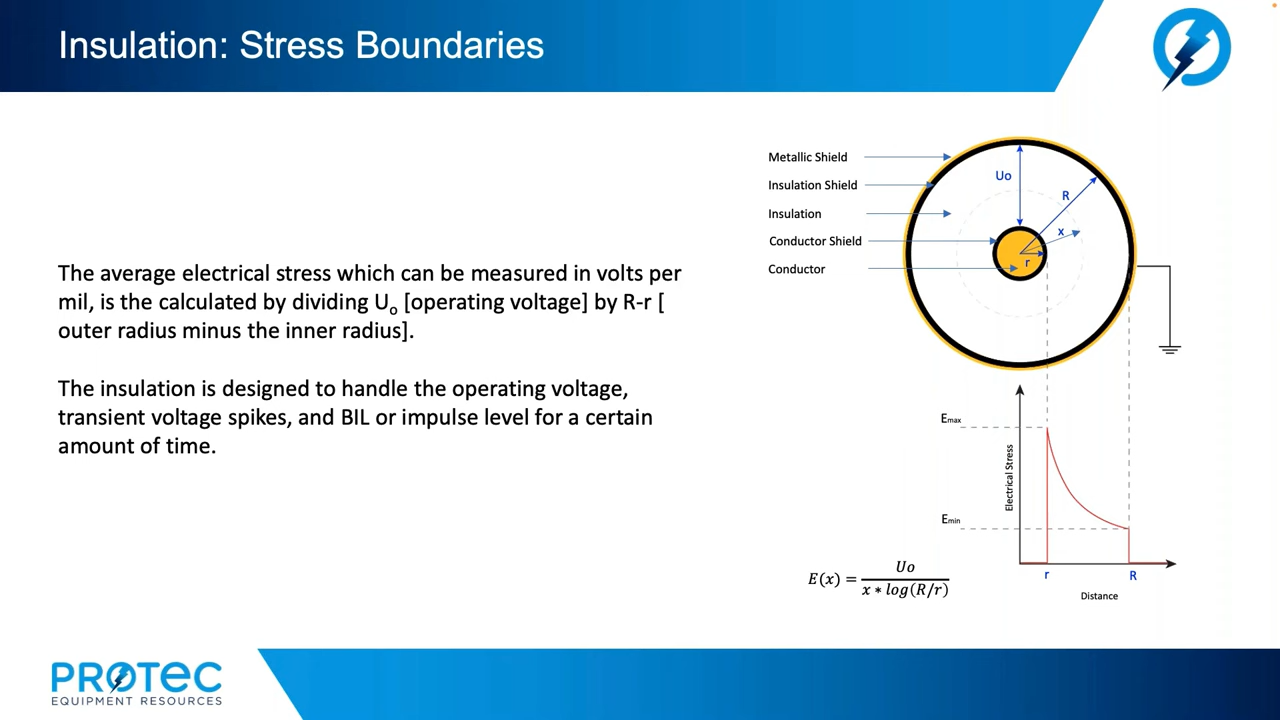 Insulation: Stress Boundaries
The average electrical stress which can be measured in volts per
mil, is the calculated by dividing Uo [operating voltage] by R-r [
outer radius minus the inner radius].
The insulation is designed to handle the operating voltage,
transient voltage spikes, and BIL or impulse level for a certain
amount of time.
Metallic Shield
Insulation Shield
Insulation
Conductor Shield
Conductor
Uo
R
x
r
Emax
Emin
Electrical Stress
r
R
Distance
E(x) = Uo / x * log(R/r)
PROTEC
EQUIPMENT RESOURCES